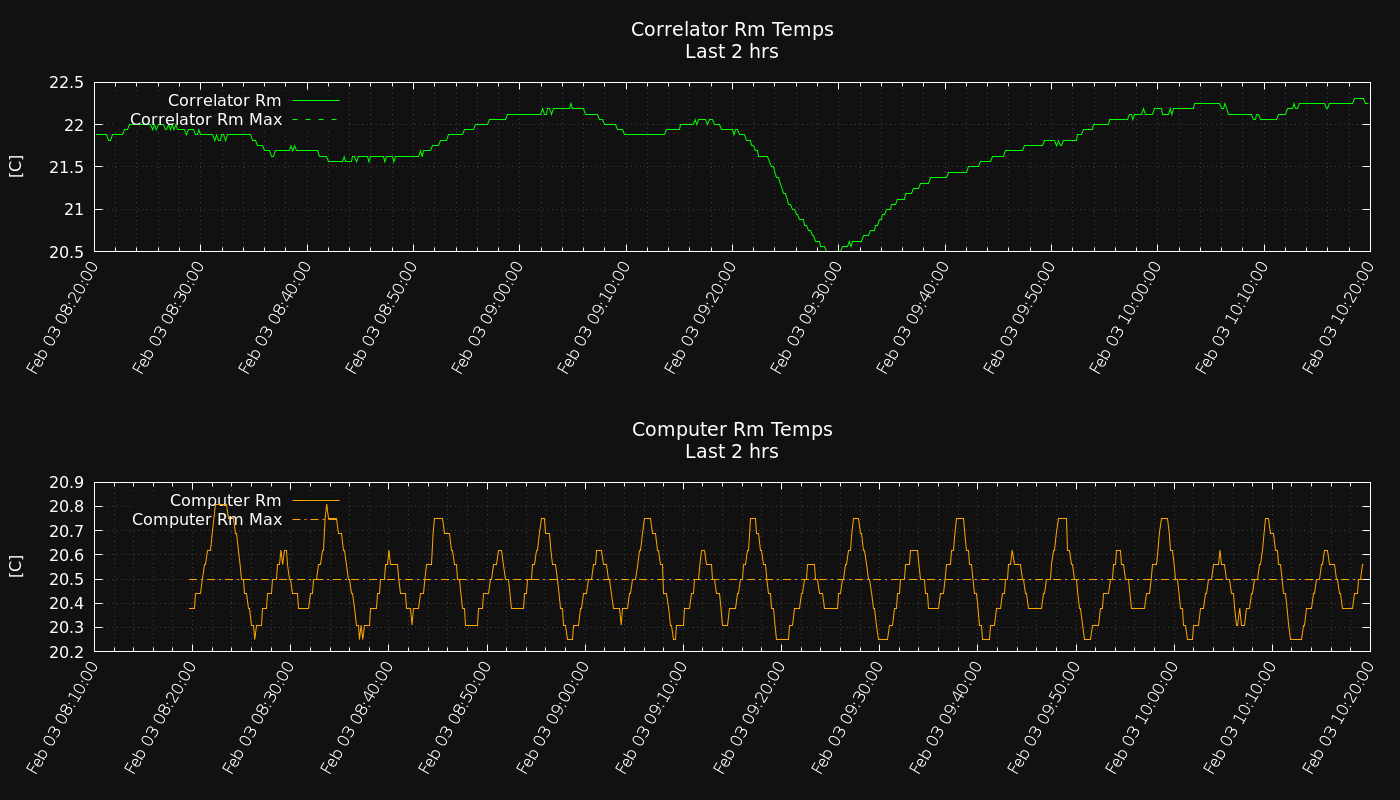 Correlator Rm Temps
Last 2 hrs
22.5
22
21.5
21
20.5
[C]
Correlator Rm
Correlator Rm Max
Feb 03 08:20:00
Feb 03 08:30:00
Feb 03 08:40:00
Feb 03 08:50:00
Feb 03 09:00:00
Feb 03 09:10:00
Feb 03 09:20:00
Feb 03 09:30:00
Feb 03 09:40:00
Feb 03 09:50:00
Feb 03 10:00:00
Feb 03 10:10:00
Feb 03 10:20:00
Computer Rm Temps
Last 2 hrs
20.9
20.8
20.7
20.6
20.5
20.4
20.3
20.2
[C]
Computer Rm
Computer Rm Max
Feb 03 08:10:00
Feb 03 08:20:00
Feb 03 08:30:00
Feb 03 08:40:00
Feb 03 08:50:00
Feb 03 09:00:00
Feb 03 09:10:00
Feb 03 09:20:00
Feb 03 09:30:00
Feb 03 09:40:00
Feb 03 09:50:00
Feb 03 10:00:00
Feb 03 10:10:00
Feb 03 10:20:00